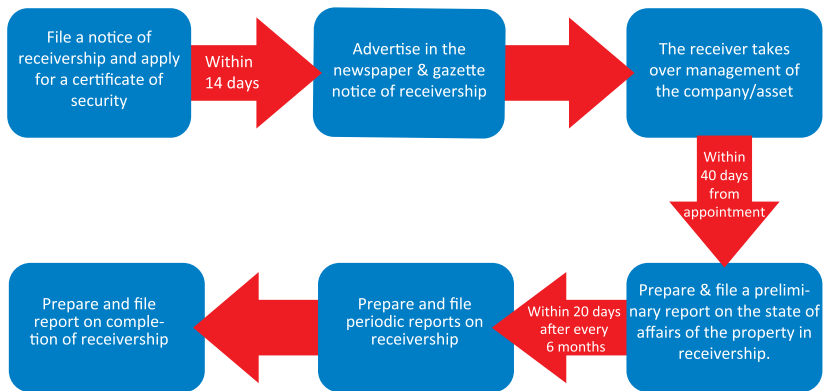 File a notice of
receivership and apply
for a certificate of
security
Within
14 days
Advertise in the
newspaper & gazette
notice of receivership
The receiver takes
over management of
the company/asset
Within
40 days
from
appointment
Prepare & file a prelimi-
nary report on the state of
affairs of the property in
receivership.
Within 20 days
after every
6 months
Prepare and file
periodic reports on
receivership
Prepare and file
report on comple-
tion of receivership